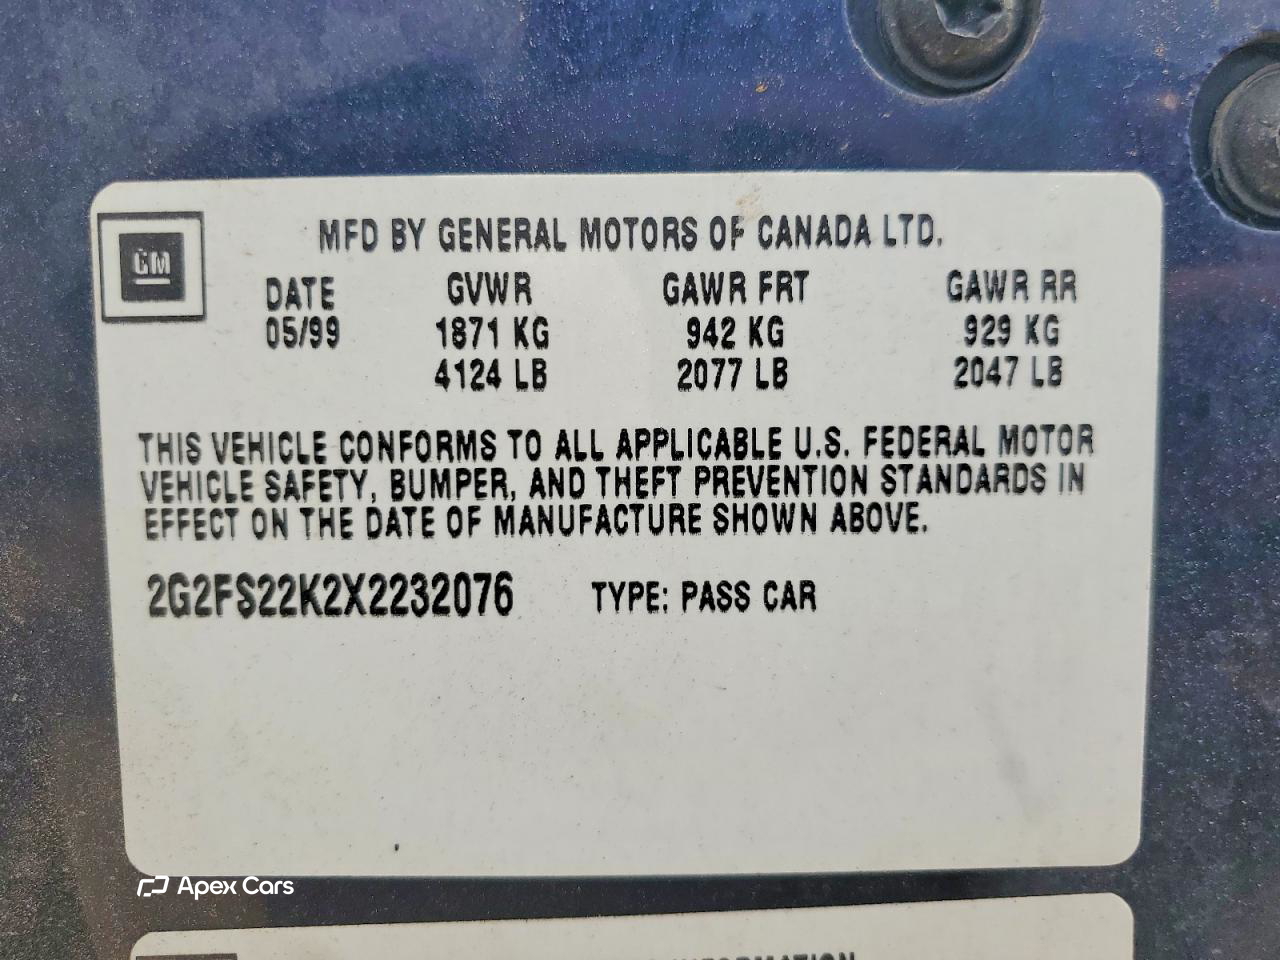 MFD BY GENERAL MOTORS OF CANADA LTD.
GM
DATE GVWR GAWR FRT GAWR RR
05/99 1871 KG 942 KG 929 KG
4124 LB 2077 LB 2047 LB
THIS VEHICLE CONFORMS TO ALL APPLICABLE U.S. FEDERAL MOTOR
VEHICLE SAFETY, BUMPER, AND THEFT PREVENTION STANDARDS IN
EFFECT ON THE DATE OF MANUFACTURE SHOWN ABOVE.
2G2FS22K2X2232076 TYPE: PASS CAR
Apex Cars
INFORMATION